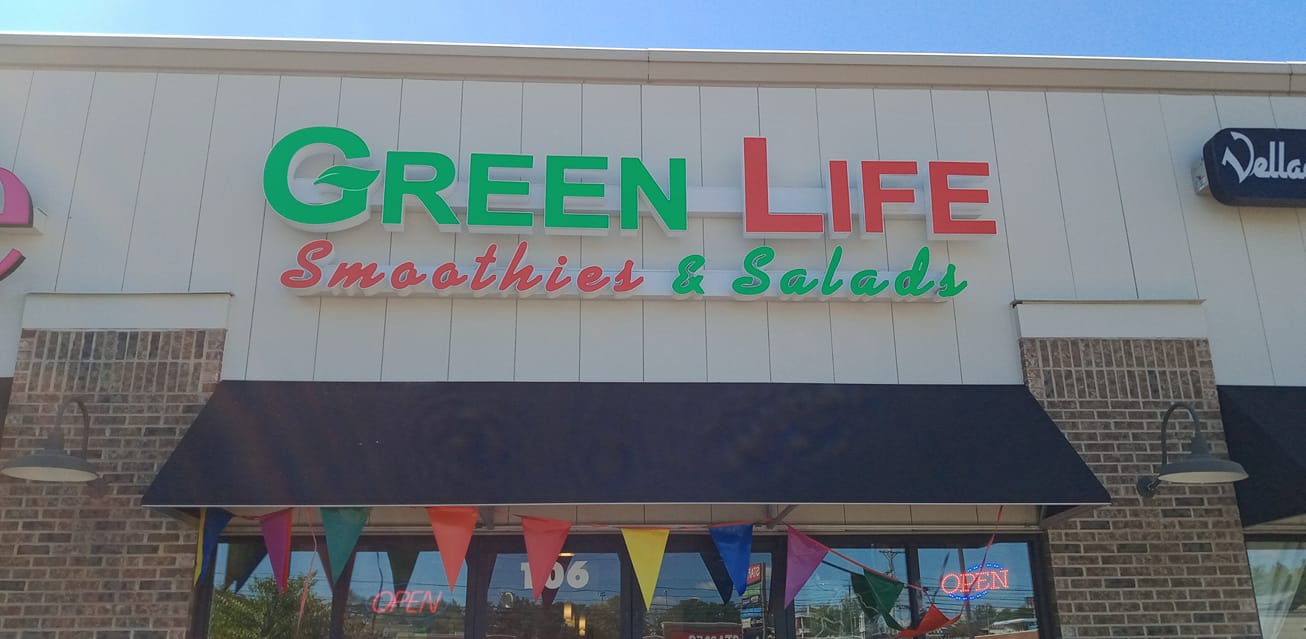 GREEN LIFE
Smoothies & Salads
106
OPEN
OPEN